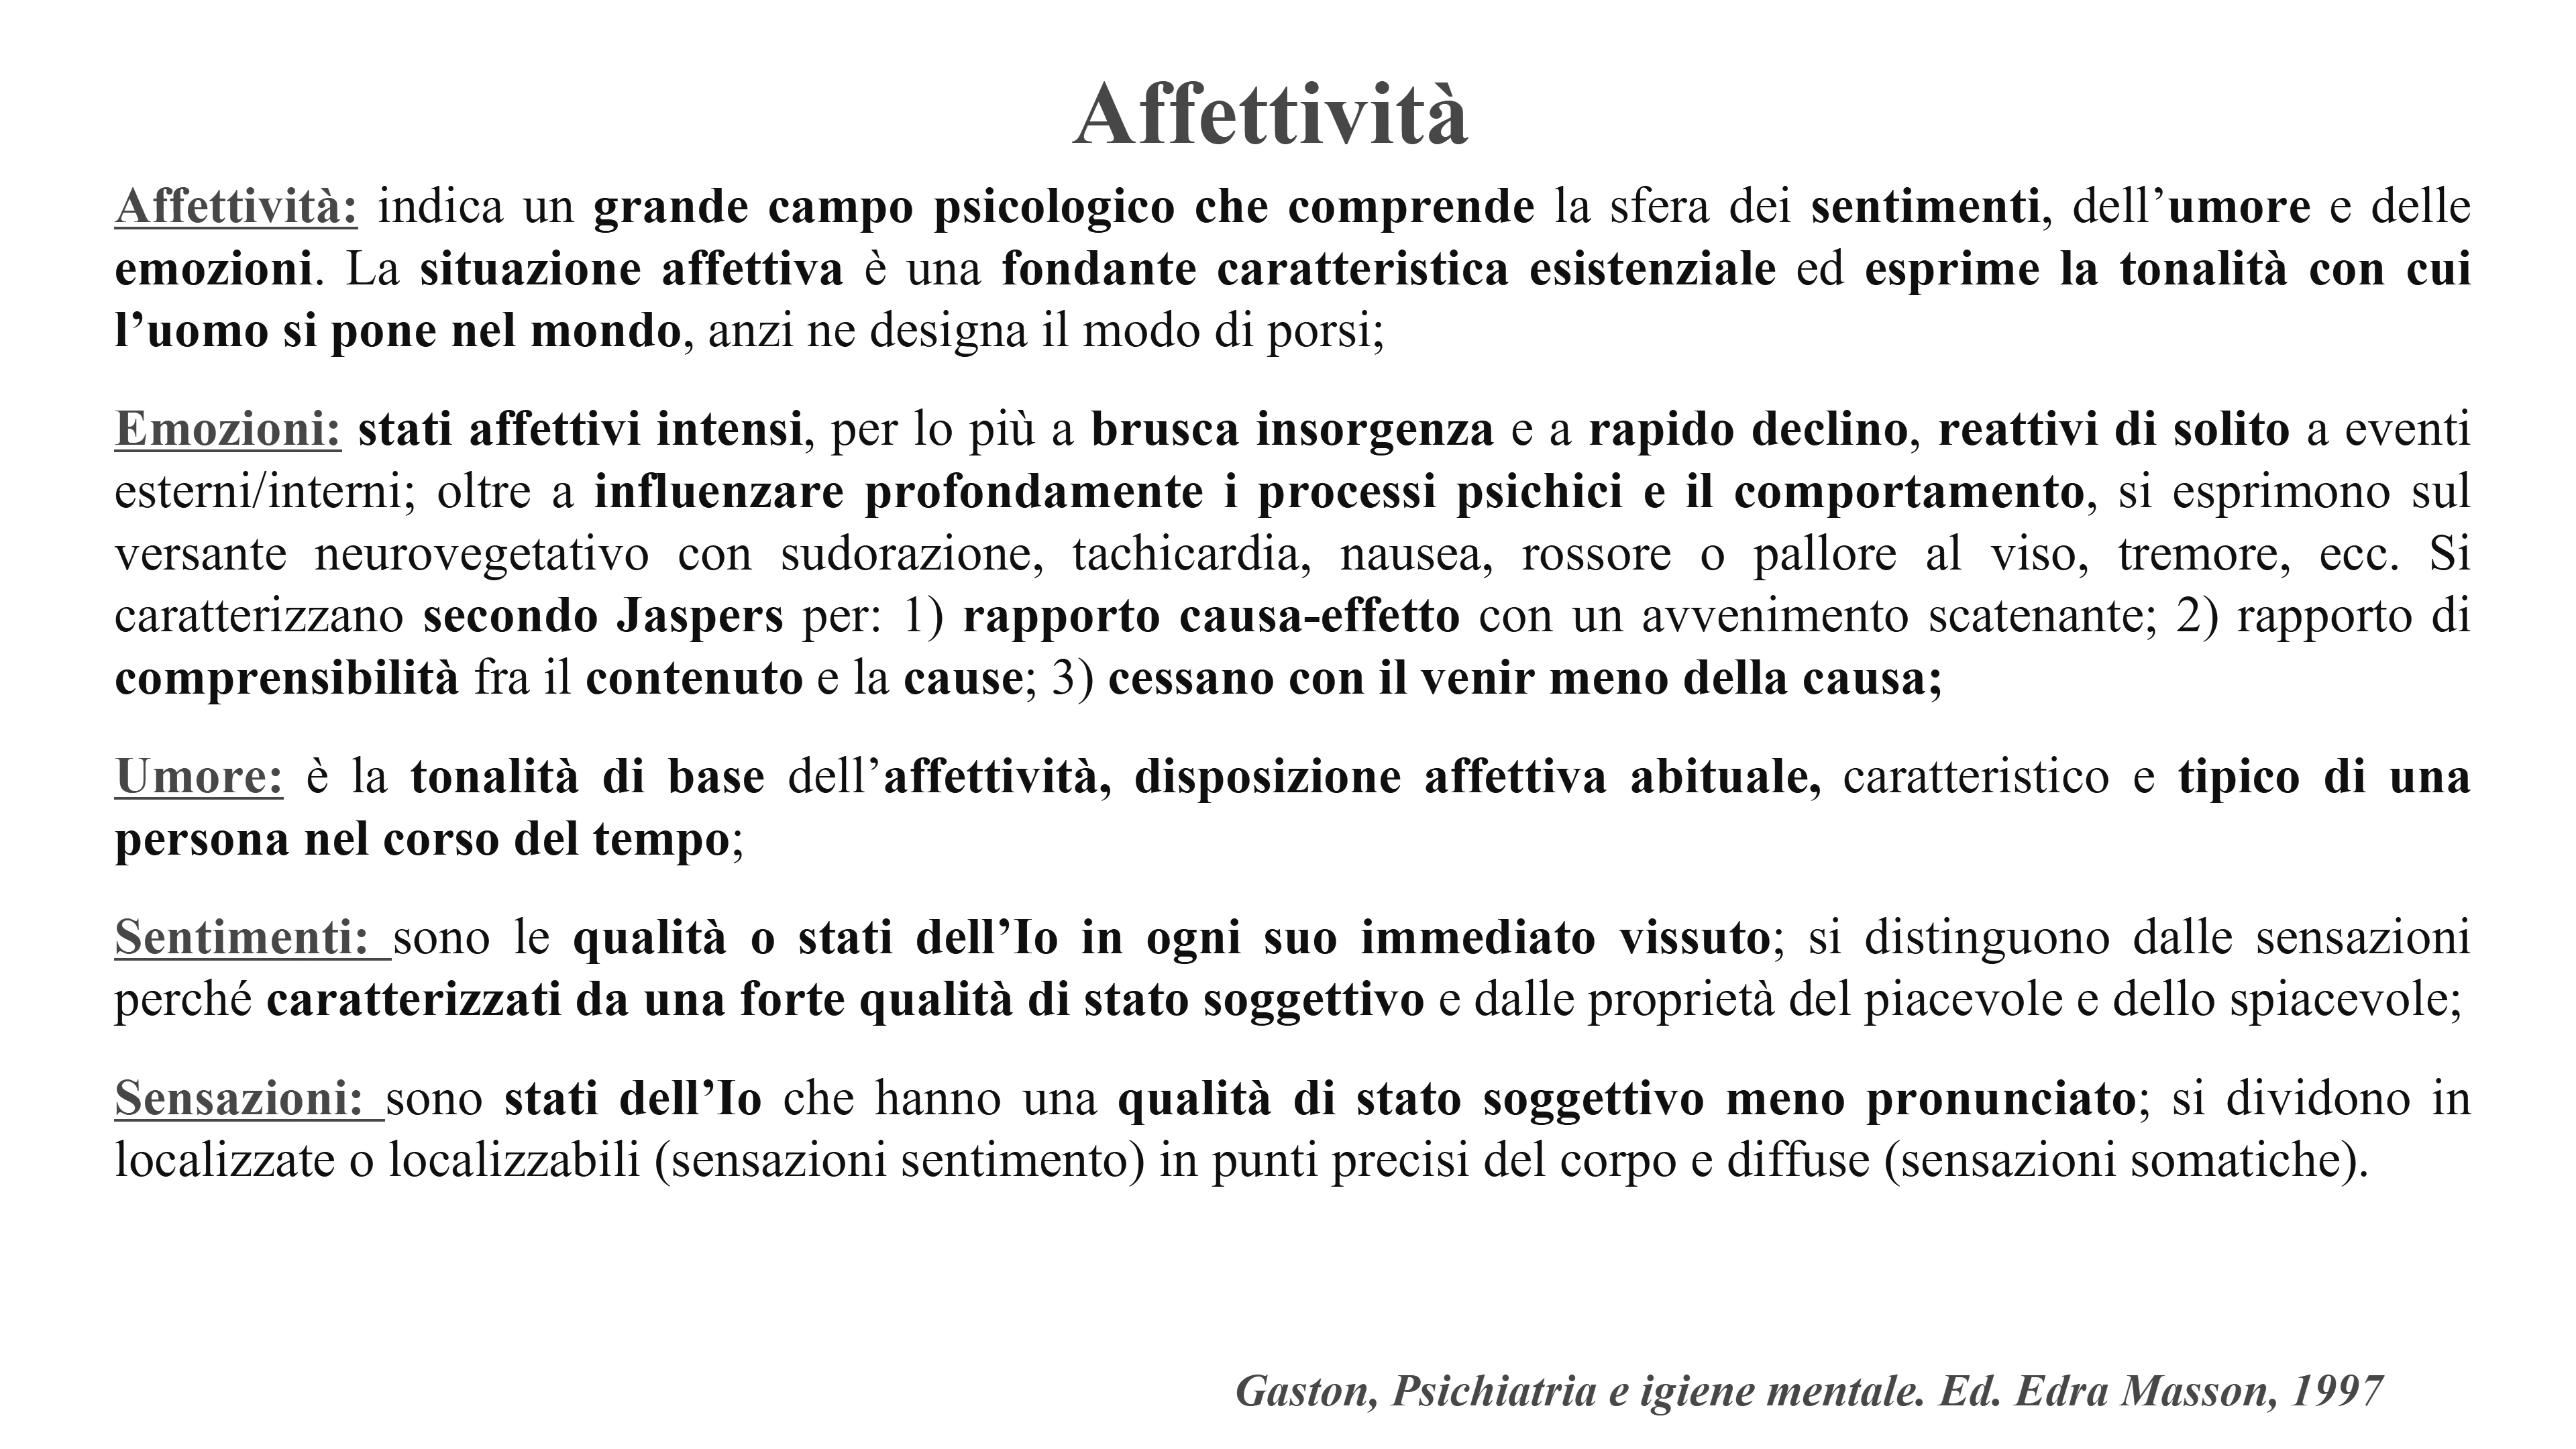 Affettività
Affettività: indica un grande campo psicologico che comprende la sfera dei sentimenti, dell’umore e delle
emozioni. La situazione affettiva è una fondante caratteristica esistenziale ed esprime la tonalità con cui
l’uomo si pone nel mondo, anzi ne designa il modo di porsi;
Emozioni: stati affettivi intensi, per lo più a brusca insorgenza e a rapido declino, reattivi di solito a eventi
esterni/interni; oltre a influenzare profondamente i processi psichici e il comportamento, si esprimono sul
versante neurovegetativo con sudorazione, tachicardia, nausea, rossore o pallore al viso, tremore, ecc. Si
caratterizzano secondo Jaspers per: 1) rapporto causa-effetto con un avvenimento scatenante; 2) rapporto di
comprensibilità fra il contenuto e la cause; 3) cessano con il venir meno della causa;
Umore: è la tonalità di base dell’affettività, disposizione affettiva abituale, caratteristico e tipico di una
persona nel corso del tempo;
Sentimenti: sono le qualità o stati dell’Io in ogni suo immediato vissuto; si distinguono dalle sensazioni
perché caratterizzati da una forte qualità di stato soggettivo e dalle proprietà del piacevole e dello spiacevole;
Sensazioni: sono stati dell’Io che hanno una qualità di stato soggettivo meno pronunciato; si dividono in
localizzate o localizzabili (sensazioni sentimento) in punti precisi del corpo e diffuse (sensazioni somatiche).
Gaston, Psichiatria e igiene mentale. Ed. Edra Masson, 1997